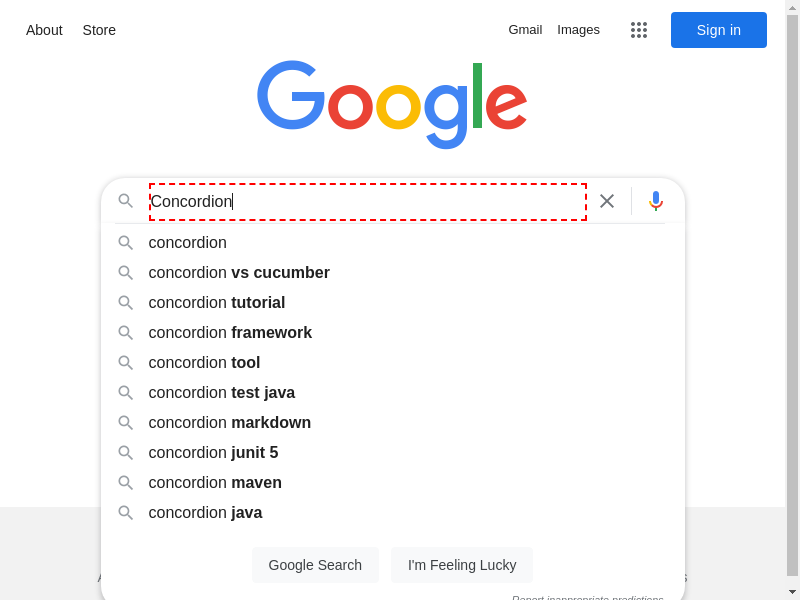 About Store Gmail Images Sign in
Google
Concordion
concordion
concordion vs cucumber
concordion tutorial
concordion framework
concordion tool
concordion test java
concordion markdown
concordion junit 5
concordion maven
concordion java
Google Search I'm Feeling Lucky
Report inappropriate predictions